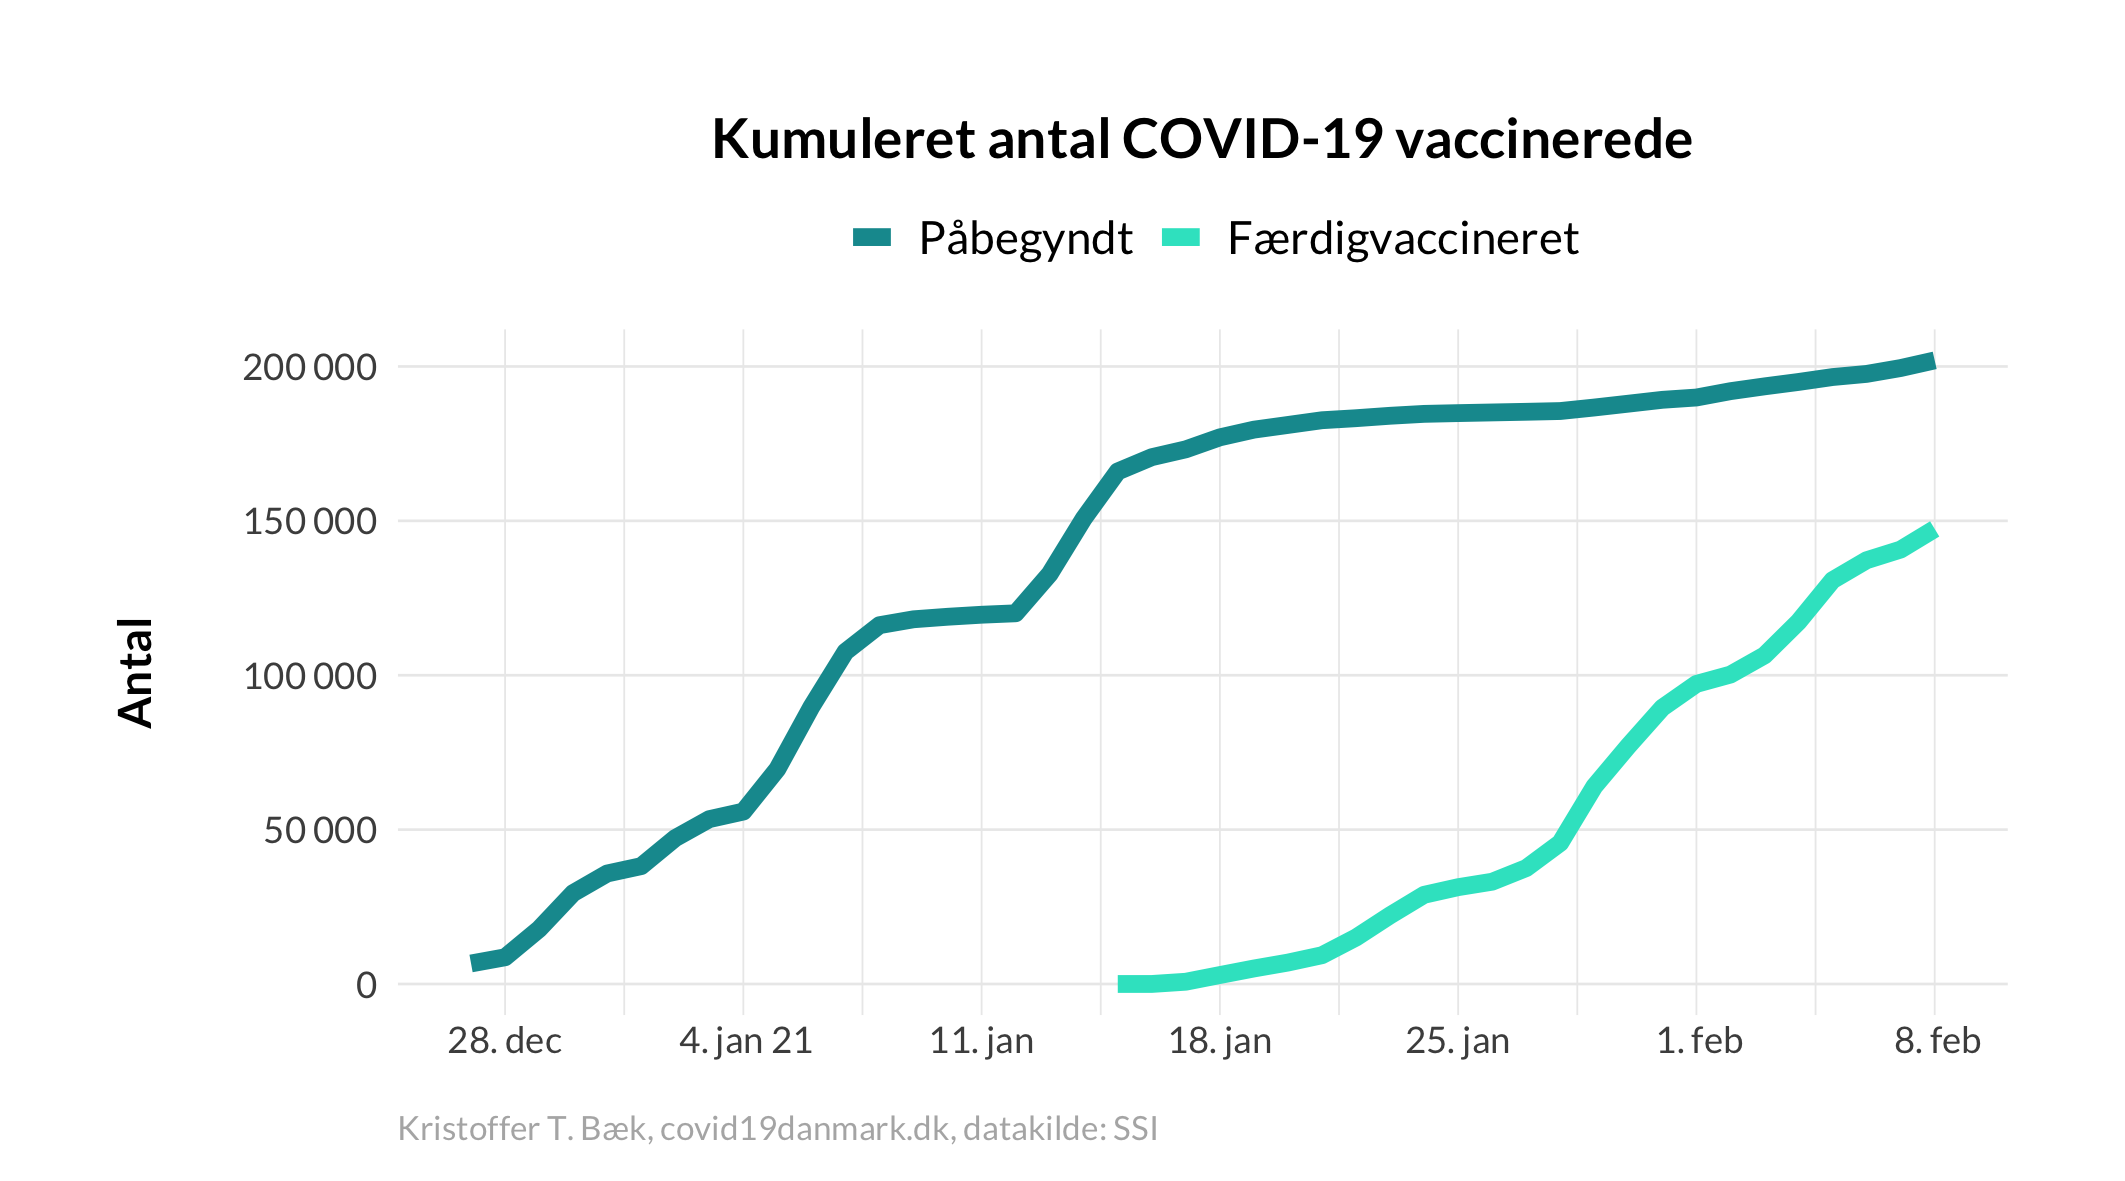 Kumuleret antal COVID-19 vaccinerede
Påbegyndt Færdigvaccineret
200 000
150 000
100 000
50 000
0
Antal
28. dec 4. jan 21 11. jan 18. jan 25. jan 1. feb 8. feb
Kristoffer T. Bæk, covid19danmark.dk, datakilde: SSI